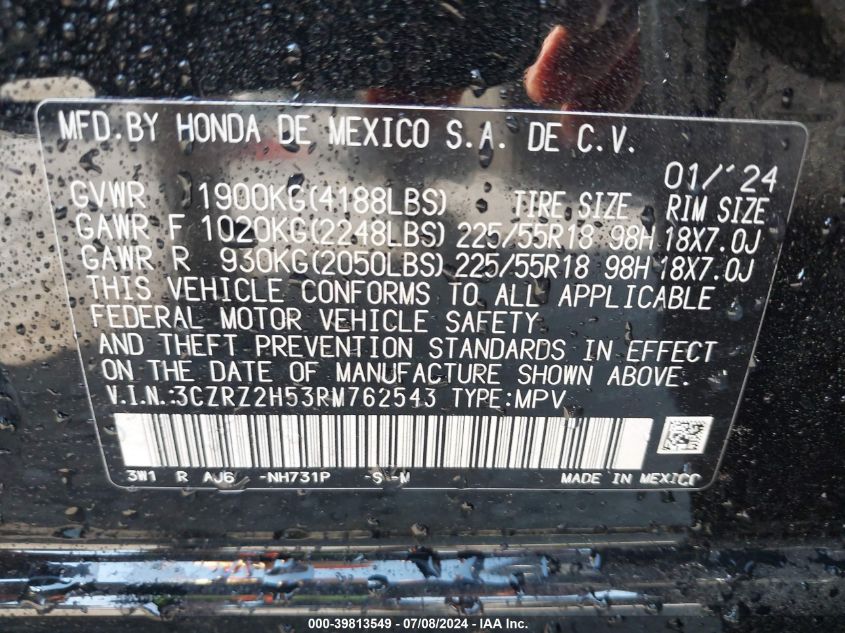 MFD.BY HONDA DE MEXICO S.A. DE C.V.
01/'24
GVWR 1900KG(4188LBS) TIRE SIZE RIM SIZE
GAWR F 1020KG(2248LBS) 225/55R18 98H 18X7.0J
GAWR R 930KG(2050LBS) 225/55R18 98H 18X7.0J
THIS VEHICLE CONFORMS TO ALL APPLICABLE
FEDERAL MOTOR VEHICLE SAFETY
AND THEFT PREVENTION STANDARDS IN EFFECT
ON THE DATE OF MANUFACTURE SHOWN ABOVE.
V.I.N.:3CZRZ2H53RM762543 TYPE:MPV
3W1 R AJ6 -NH731P -S -M MADE IN MEXICO
000-39813549 | 07/08/2024 | IAA Inc.